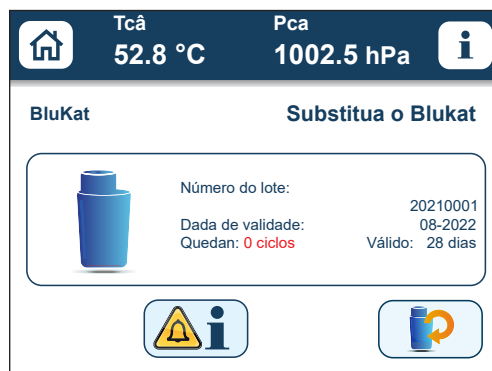 Tcâ Pca
52.8 °C 1002.5 hPa
BluKat Substitua o Blukat
Número do lote:
20210001
Dada de validade: 08-2022
Quedan: 0 ciclos Válido: 28 dias